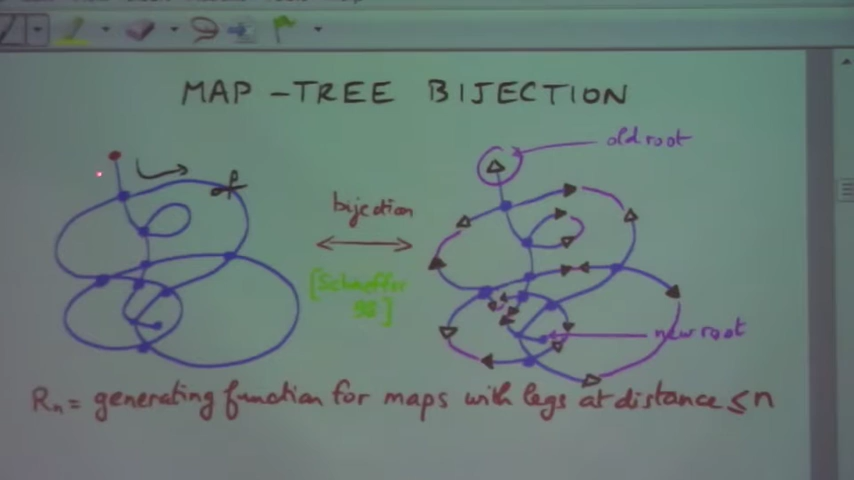 MAP-TREE BIJECTION
old root
bijection
[Schaeffer
98]
new root
Rn = generating function for maps with legs at distance ≤ n